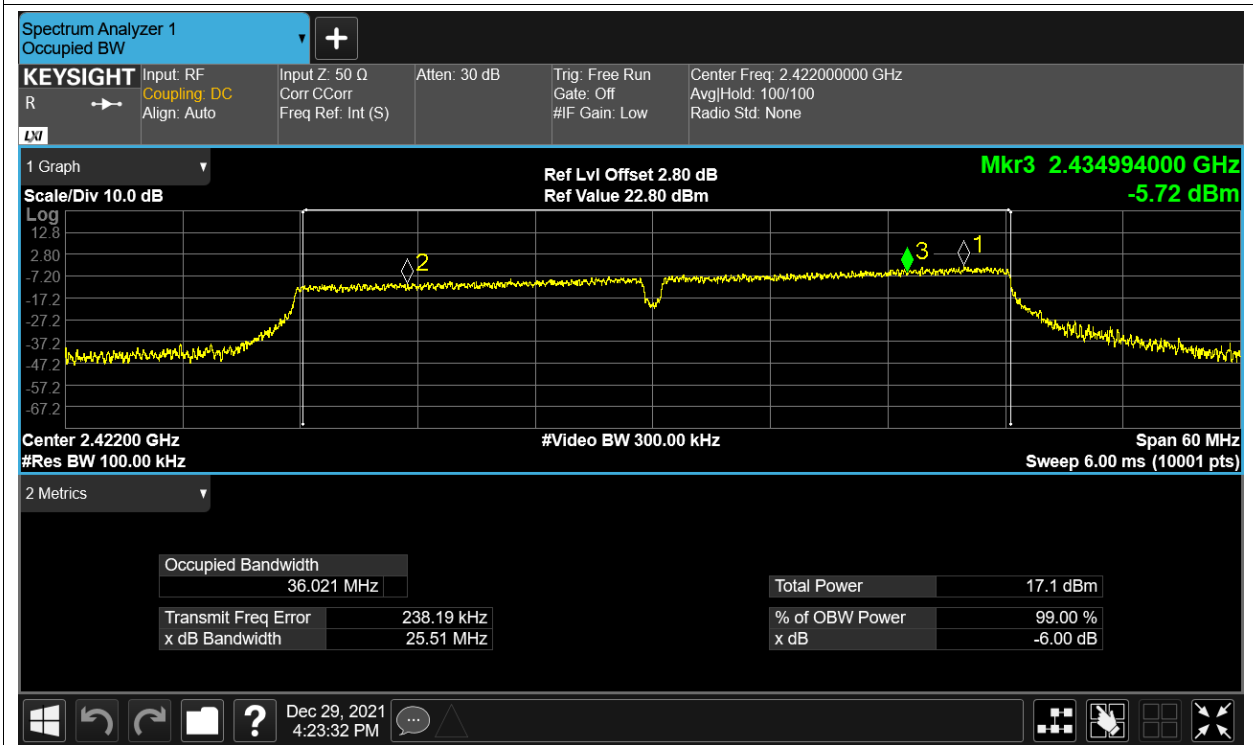 Spectrum Analyzer 1
Occupied BW
KEYSIGHT
R
LXI
Input: RF
Coupling: DC
Align: Auto
Input Z: 50 Ω
Corr CCorr
Freq Ref: Int (S)
Atten: 30 dB
Trig: Free Run
Gate: Off
#IF Gain: Low
Center Freq: 2.422000000 GHz
Avg|Hold: 100/100
Radio Std: None
1 Graph
Scale/Div 10.0 dB
Ref Lvl Offset 2.80 dB
Ref Value 22.80 dBm
Mkr3 2.434994000 GHz
-5.72 dBm
Log
12.8
2.80
-7.20
-17.2
-27.2
-37.2
-47.2
-57.2
-67.2
2
3
1
Center 2.42200 GHz
#Res BW 100.00 kHz
#Video BW 300.00 kHz
Span 60 MHz
Sweep 6.00 ms (10001 pts)
2 Metrics
Occupied Bandwidth
36.021 MHz
Transmit Freq Error 238.19 kHz
x dB Bandwidth 25.51 MHz
Total Power 17.1 dBm
% of OBW Power 99.00 %
x dB -6.00 dB
?
Dec 29, 2021
4:23:32 PM